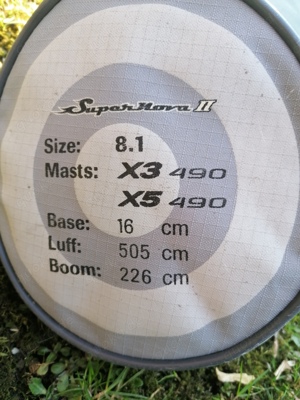 SuperNova II
Size: 8.1
Masts: X3 490
X5 490
Base: 16 cm
Luff: 505 cm
Boom: 226 cm